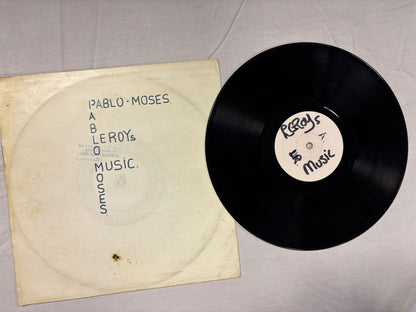 PABLO-MOSES.
PABLO MOSES
LEROYs
MUSIC.
LEROYs
A
Music